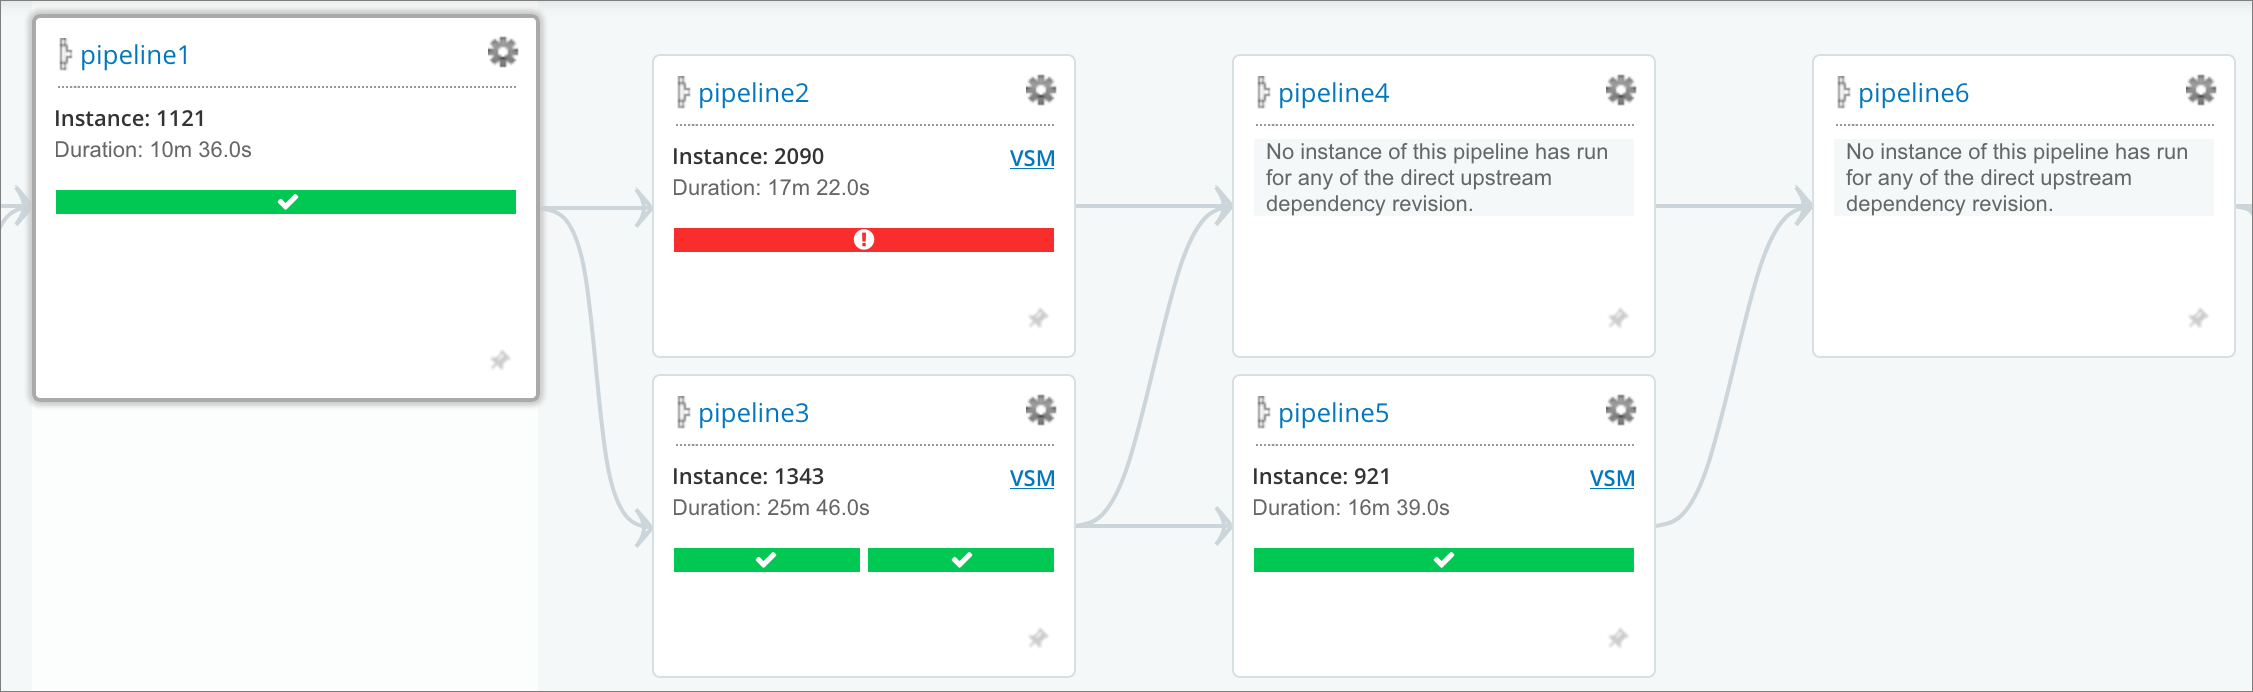 pipeline1
Instance: 1121
Duration: 10m 36.0s
pipeline2
Instance: 2090
VSM
Duration: 17m 22.0s
pipeline3
Instance: 1343
VSM
Duration: 25m 46.0s
pipeline4
No instance of this pipeline has run
for any of the direct upstream
dependency revision.
pipeline5
Instance: 921
VSM
Duration: 16m 39.0s
pipeline6
No instance of this pipeline has run
for any of the direct upstream
dependency revision.